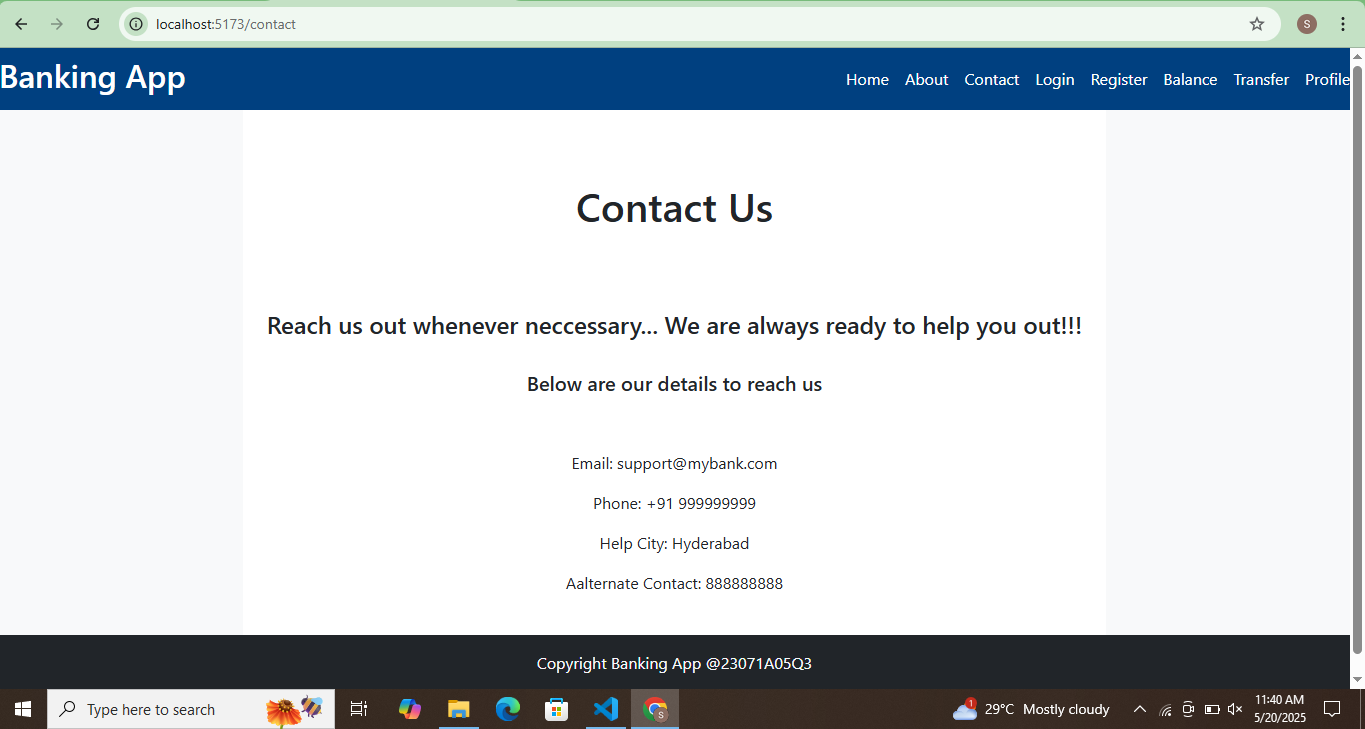 localhost:5173/contact
S
Banking App
Home About Contact Login Register Balance Transfer Profile
Contact Us
Reach us out whenever neccessary... We are always ready to help you out!!!
Below are our details to reach us
Email: support@mybank.com
Phone: +91 999999999
Help City: Hyderabad
Aalternate Contact: 888888888
Copyright Banking App @23071A05Q3
Type here to search
S
1
29°C Mostly cloudy
11:40 AM
5/20/2025